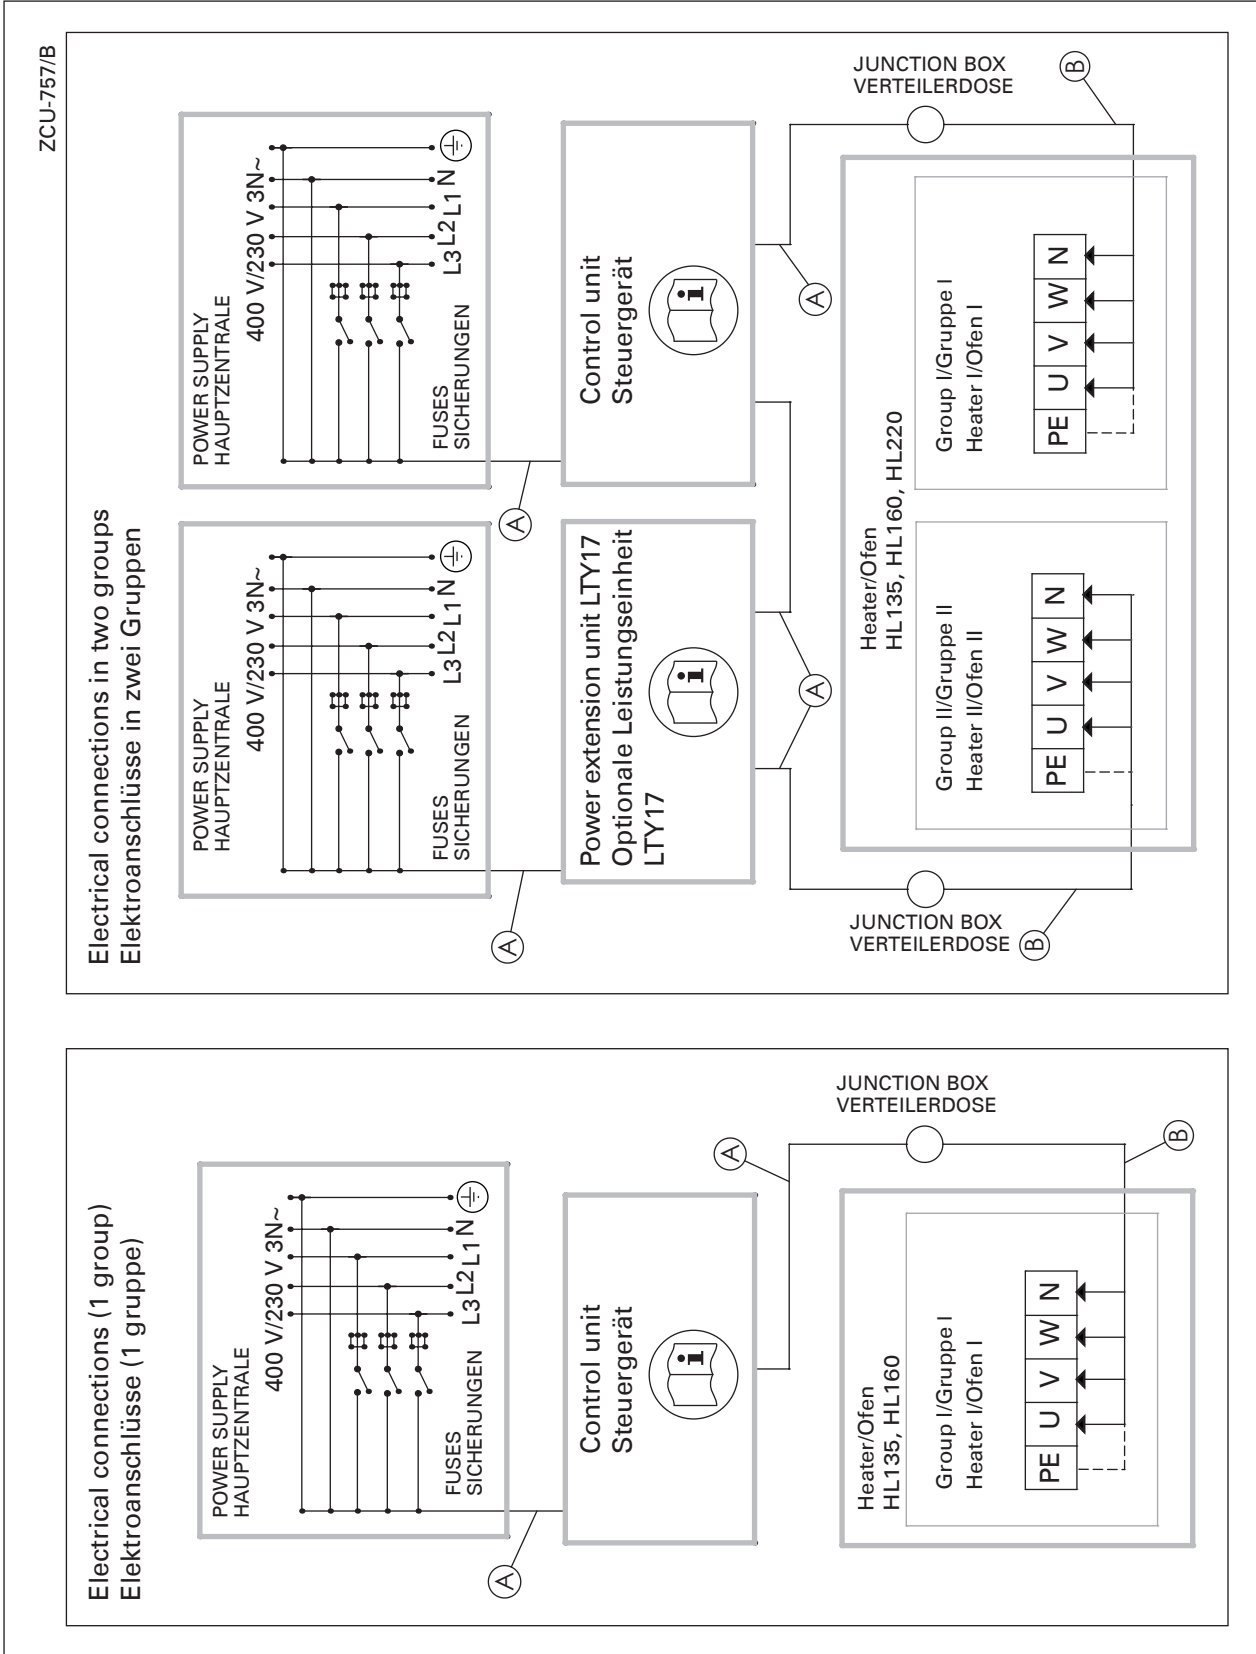 ZCU-757/B
Electrical connections in two groups
Elektroanschlüsse in zwei Gruppen
POWER SUPPLY
HAUPTZENTRALE
400 V/230 V 3N~
L3
L2
L1
N
FUSES
SICHERUNGEN
A
POWER SUPPLY
HAUPTZENTRALE
400 V/230 V 3N~
L3
L2
L1
N
FUSES
SICHERUNGEN
A
Power extension unit LTY17
Optionale Leistungseinheit
LTY17
i
Control unit
Steuergerät
i
A
A
JUNCTION BOX
VERTEILERDOSE
B
JUNCTION BOX
VERTEILERDOSE
B
Heater/Ofen
HL135, HL160, HL220
Group II/Gruppe II
Heater II/Ofen II
PE U V W N
Group I/Gruppe I
Heater I/Ofen I
PE U V W N
Electrical connections (1 group)
Elektroanschlüsse (1 gruppe)
POWER SUPPLY
HAUPTZENTRALE
400 V/230 V 3N~
L3
L2
L1
N
FUSES
SICHERUNGEN
A
Control unit
Steuergerät
i
A
JUNCTION BOX
VERTEILERDOSE
B
Heater/Ofen
HL135, HL160
Group I/Gruppe I
Heater I/Ofen I
PE U V W N